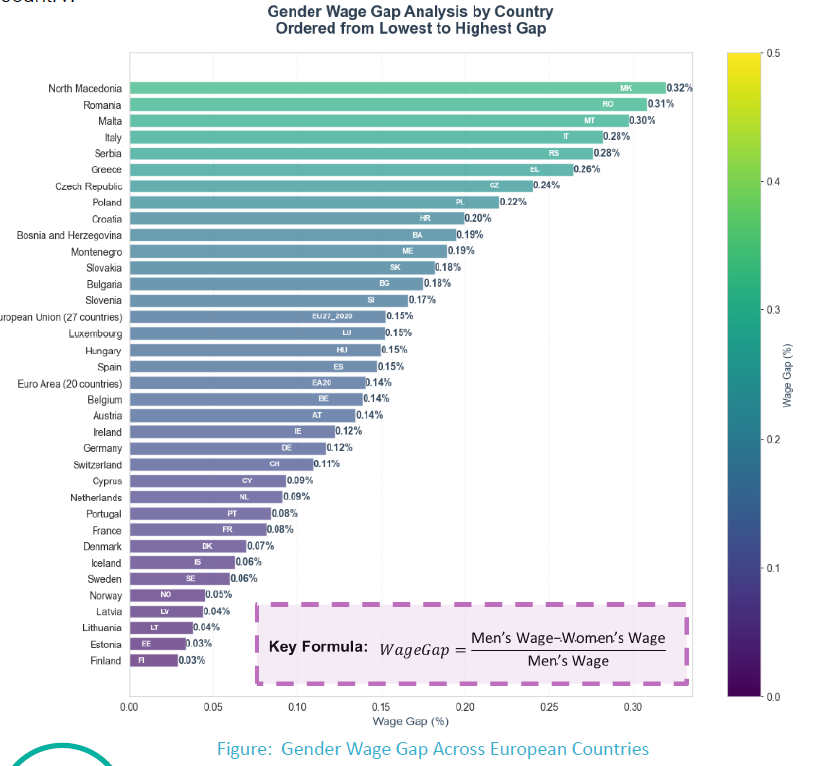 Gender Wage Gap Analysis by Country
Ordered from Lowest to Highest Gap
North Macedonia MK 0.32%
Romania RO 0.31%
Malta MT 0.30%
Italy IT 0.28%
Serbia RS 0.28%
Greece EL 0.26%
Czech Republic CZ 0.24%
Poland PL 0.22%
Croatia HR 0.20%
Bosnia and Herzegovina BA 0.19%
Montenegro ME 0.19%
Slovakia SK 0.18%
Bulgaria BG 0.18%
Slovenia SI 0.17%
uropean Union (27 countries) EU27_2020 0.15%
Luxembourg LU 0.15%
Hungary HU 0.15%
Spain ES 0.15%
Euro Area (20 countries) EA20 0.14%
Belgium BE 0.14%
Austria AT 0.14%
Ireland IE 0.12%
Germany DE 0.12%
Switzerland CH 0.11%
Cyprus CY 0.09%
Netherlands NL 0.09%
Portugal PT 0.08%
France FR 0.08%
Denmark DK 0.07%
Iceland IS 0.06%
Sweden SE 0.06%
Norway NO 0.05%
Latvia LV 0.04%
Lithuania LT 0.04%
Estonia EE 0.03%
Finland FI 0.03%
0.00 0.05 0.10 0.15 0.20 0.25 0.30
Wage Gap (%)
Key Formula: WageGap = Men's Wage–Women's Wage
Men's Wage
0.5
0.4
0.3
0.2
0.1
0.0
Wage Gap (%)
Figure: Gender Wage Gap Across European Countries